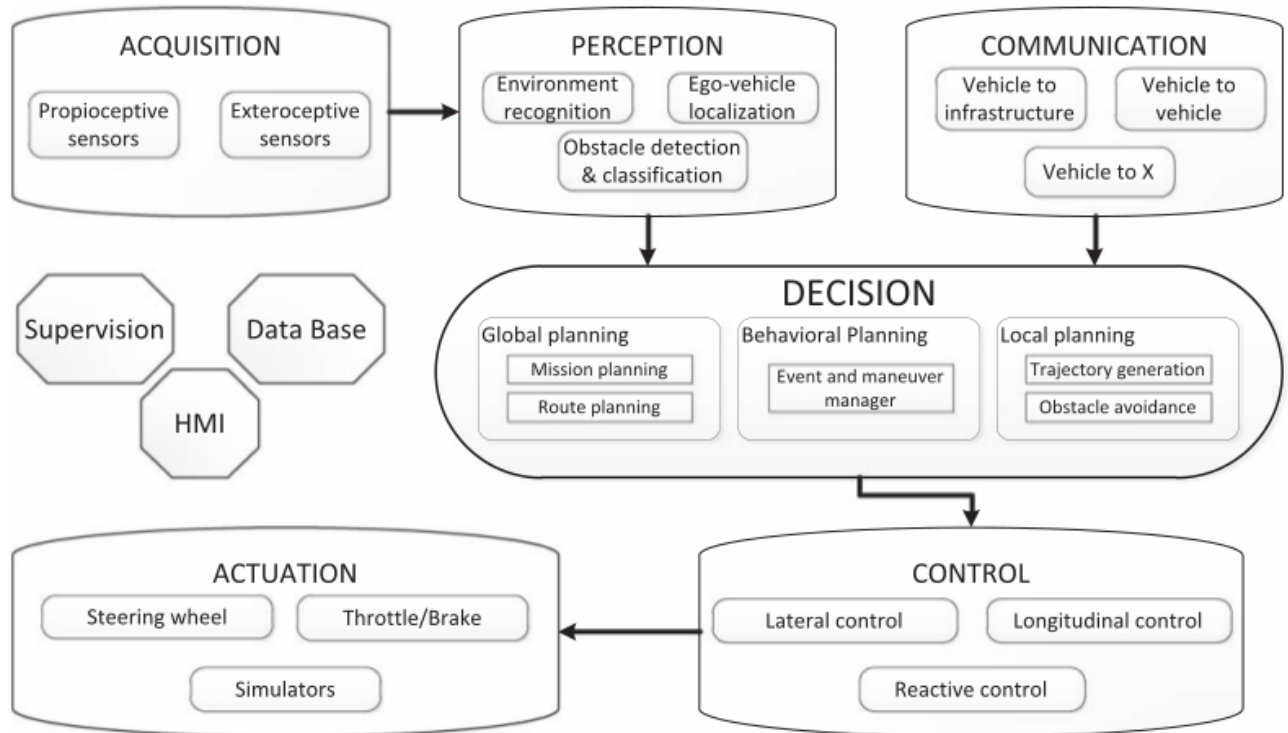 ACQUISITION
Propioceptive
sensors
Exteroceptive
sensors
PERCEPTION
Environment
recognition
Ego-vehicle
localization
Obstacle detection
& classification
COMMUNICATION
Vehicle to
infrastructure
Vehicle to
vehicle
Vehicle to X
Supervision
Data Base
HMI
DECISION
Global planning
Mission planning
Route planning
Behavioral Planning
Event and maneuver
manager
Local planning
Trajectory generation
Obstacle avoidance
ACTUATION
Steering wheel
Throttle/Brake
Simulators
CONTROL
Lateral control
Longitudinal control
Reactive control